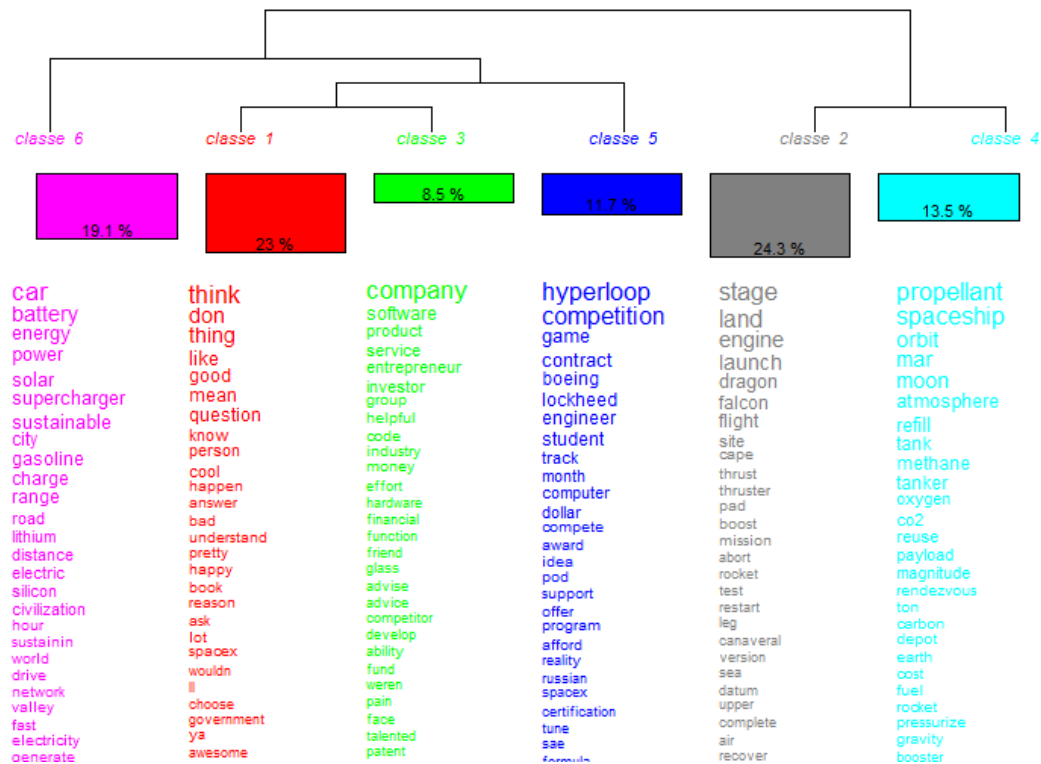 classe 6
classe 1
classe 3
classe 5
classe 2
classe 4
19.1 %
23 %
8.5 %
11.7 %
24.3 %
13.5 %
car
battery
energy
power
solar
supercharger
sustainable
city
gasoline
charge
range
road
lithium
distance
electric
silicon
civilization
hour
sustainin
world
drive
network
valley
fast
electricity
generate
think
don
thing
like
good
mean
question
know
person
cool
happen
answer
bad
understand
pretty
happy
book
reason
ask
lot
spacex
wouldn
ll
choose
government
ya
awesome
company
software
product
service
entrepreneur
investor
group
helpful
code
industry
money
effort
hardware
financial
function
friend
glass
advise
advice
competitor
develop
ability
fund
weren
pain
face
talented
patent
hyperloop
competition
game
contract
boeing
lockheed
engineer
student
track
month
computer
dollar
compete
award
idea
pod
support
offer
program
afford
reality
russian
spacex
certification
tune
sae
formula
stage
land
engine
launch
dragon
falcon
flight
site
cape
thrust
thruster
pad
boost
mission
abort
rocket
test
restart
leg
canaveral
version
sea
datum
upper
complete
air
recover
propellant
spaceship
orbit
mar
moon
atmosphere
refill
tank
methane
tanker
oxygen
co2
reuse
payload
magnitude
rendezvous
ton
carbon
depot
earth
cost
fuel
rocket
pressurize
gravity
booster